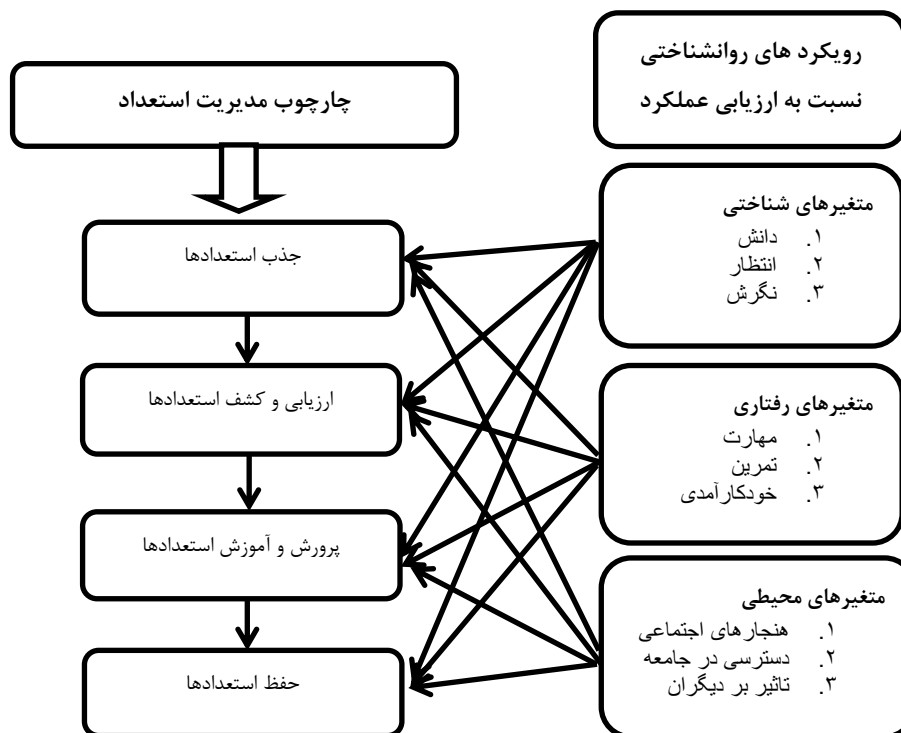 رویکرد های روانشناختی
نسبت به ارزیابی عملکرد
چارچوب مدیریت استعداد
متغیرهای شناختی
۱. دانش
۲. انتظار
۳. نگرش
جذب استعدادها
متغیرهای رفتاری
۱. مهارت
۲. تمرین
۳. خودکارآمدی
ارزیابی و کشف استعدادها
پرورش و آموزش استعدادها
متغیرهای محیطی
۱. هنجارهای اجتماعی
۲. دسترسی در جامعه
۳. تاثیر بر دیگران
حفظ استعدادها